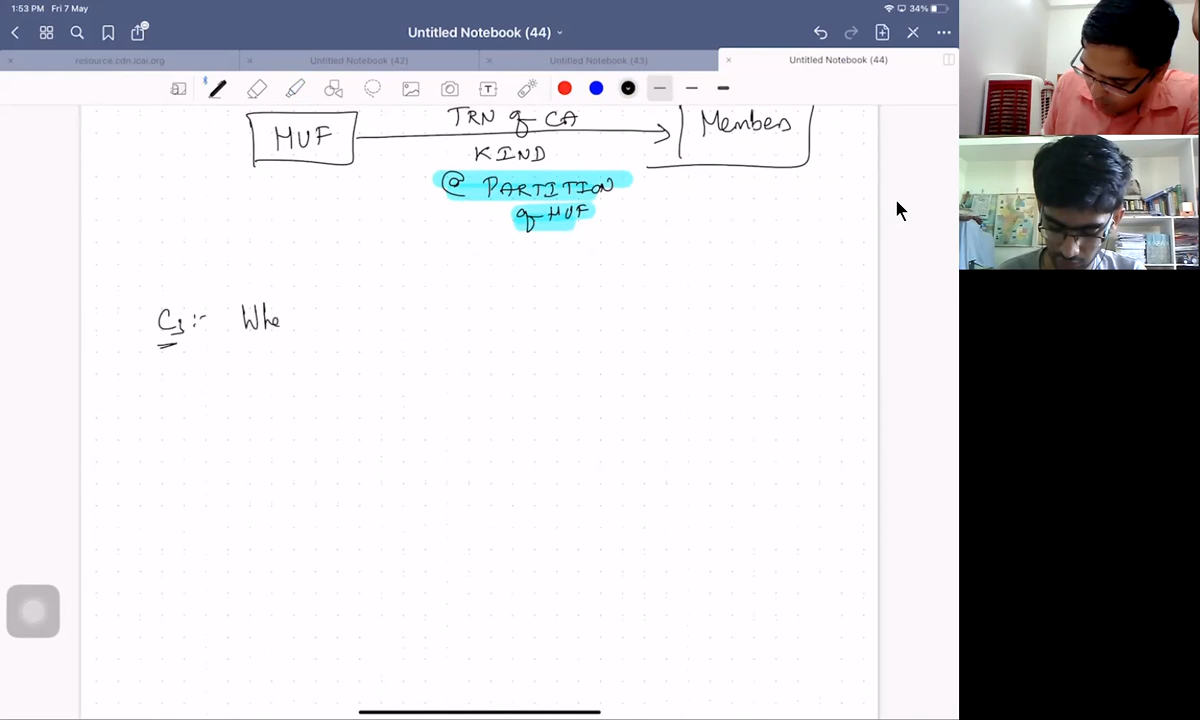 1:53 PM Fri 7 May
34%
Untitled Notebook (44)
resource.cdn.icai.org
Untitled Notebook (42)
Untitled Notebook (43)
Untitled Notebook (44)
HUF
TRN of CA
Members
KIND
@ PARTITION
of HUF
C3 :- Whe